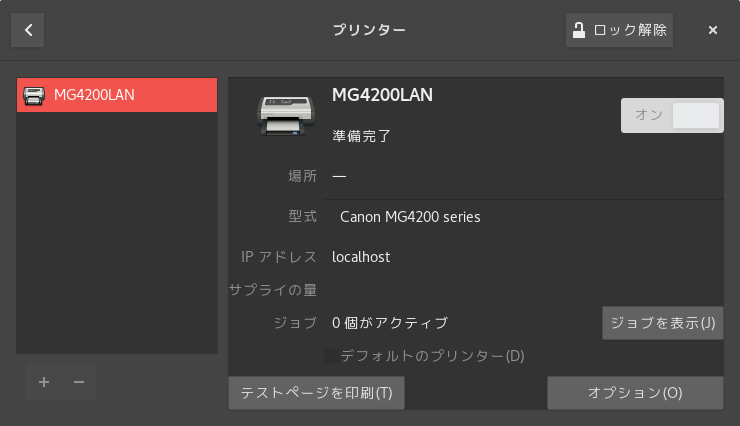 プリンター
ロック解除
MG4200LAN
MG4200LAN
オン
準備完了
場所 —
型式 Canon MG4200 series
IP アドレス localhost
サプライの量
ジョブ 0 個がアクティブ ジョブを表示(J)
デフォルトのプリンター(D)
テストページを印刷(T) オプション(O)